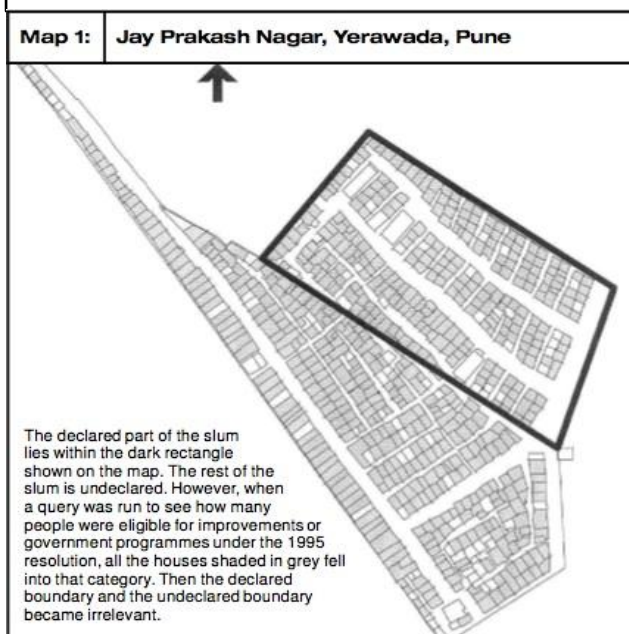 Map 1: Jay Prakash Nagar, Yerawada, Pune
The declared part of the slum
lies within the dark rectangle
shown on the map. The rest of the
slum is undeclared. However, when
a query was run to see how many
people were eligible for improvements or
government programmes under the 1995
resolution, all the houses shaded in grey fell
into that category. Then the declared
boundary and the undeclared boundary
became irrelevant.